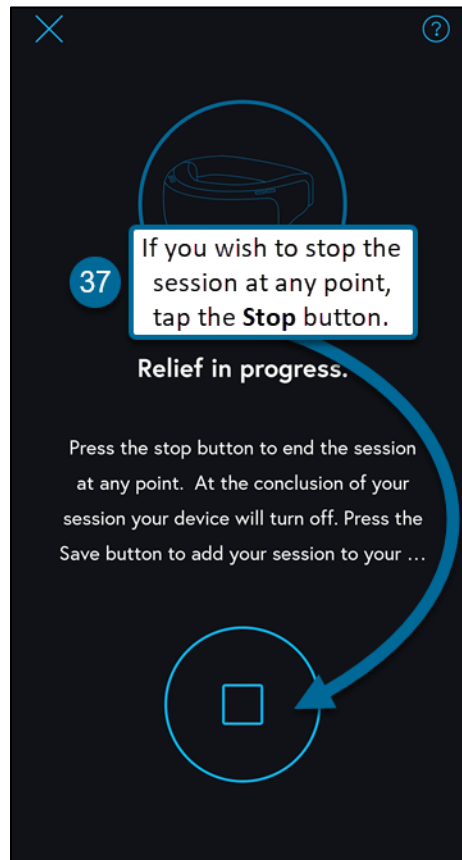 ?
37
If you wish to stop the
session at any point,
tap the Stop button.
Relief in progress.
Press the stop button to end the session
at any point.  At the conclusion of your
session your device will turn off. Press the
Save button to add your session to your …